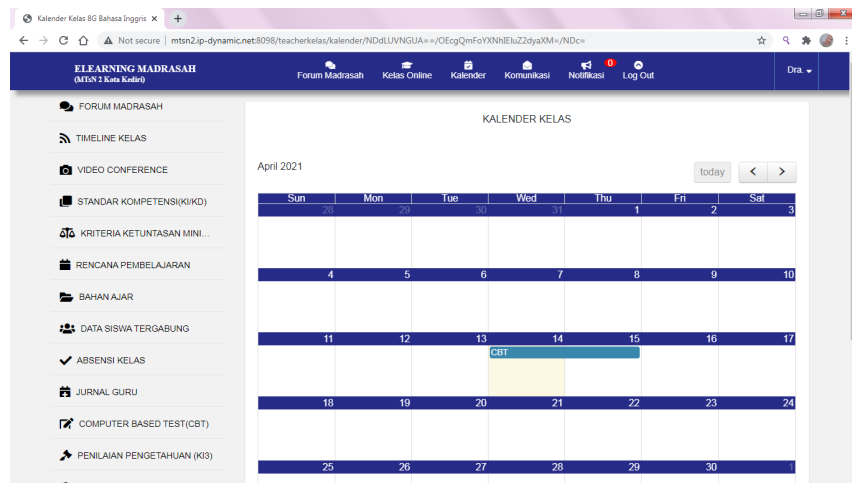 Kalender Kelas 8G Bahasa Inggris
Not secure | mtsn2.ip-dynamic.net:8098/teacherkelas/kalender/NDdLUVNGUA==/OEcgQmFoYXNhIEluZ2dyaXM=/NDc=
ELEARNING MADRASAH
(MTsN 2 Kota Kediri)
Forum Madrasah Kelas Online Kalender Komunikasi Notifikasi 0 Log Out Dra.
FORUM MADRASAH
TIMELINE KELAS
VIDEO CONFERENCE
STANDAR KOMPETENSI(KI/KD)
KRITERIA KETUNTASAN MINI...
RENCANA PEMBELAJARAN
BAHAN AJAR
DATA SISWA TERGABUNG
ABSENSI KELAS
JURNAL GURU
COMPUTER BASED TEST(CBT)
PENILAIAN PENGETAHUAN (KI3)
KALENDER KELAS
April 2021
today
Sun Mon Tue Wed Thu Fri Sat
28 29 30 31 1 2 3
4 5 6 7 8 9 10
11 12 13 14 15 16 17
CBT
18 19 20 21 22 23 24
25 26 27 28 29 30 1